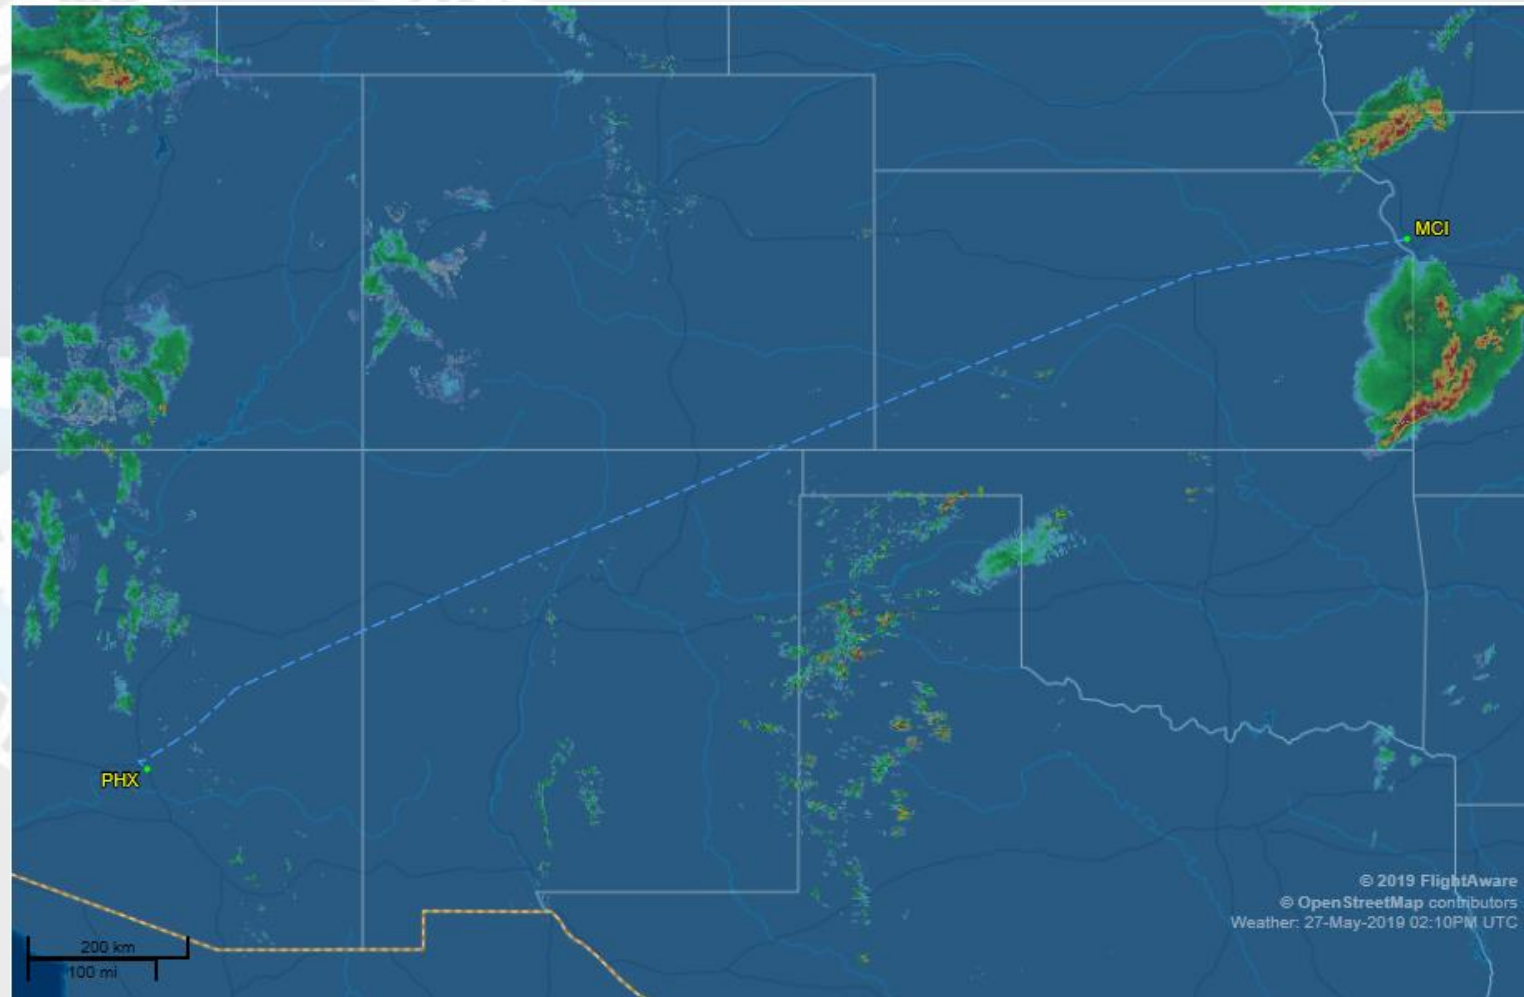 MCI
PHX
© 2019 FlightAware
© OpenStreetMap contributors
Weather: 27-May-2019 02:10PM UTC
200 km
100 mi